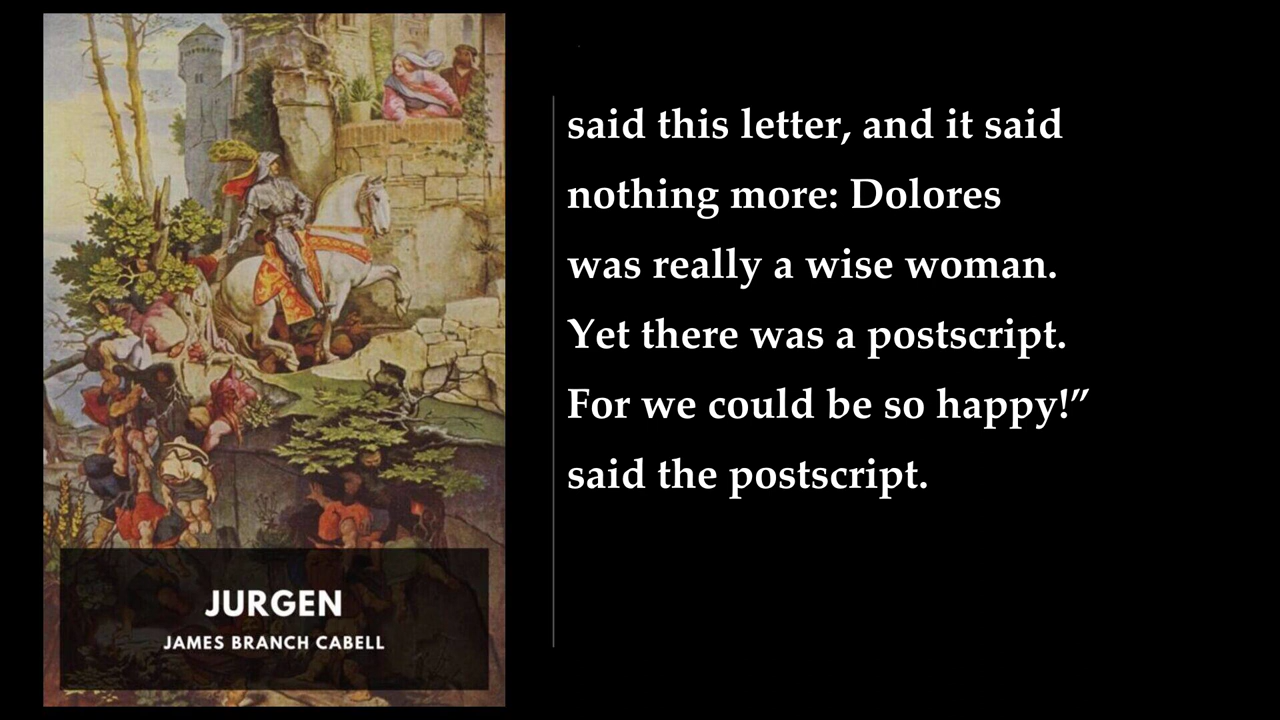 said this letter, and it said
nothing more: Dolores
was really a wise woman.
Yet there was a postscript.
For we could be so happy!”
said the postscript.
JURGEN
JAMES BRANCH CABELL